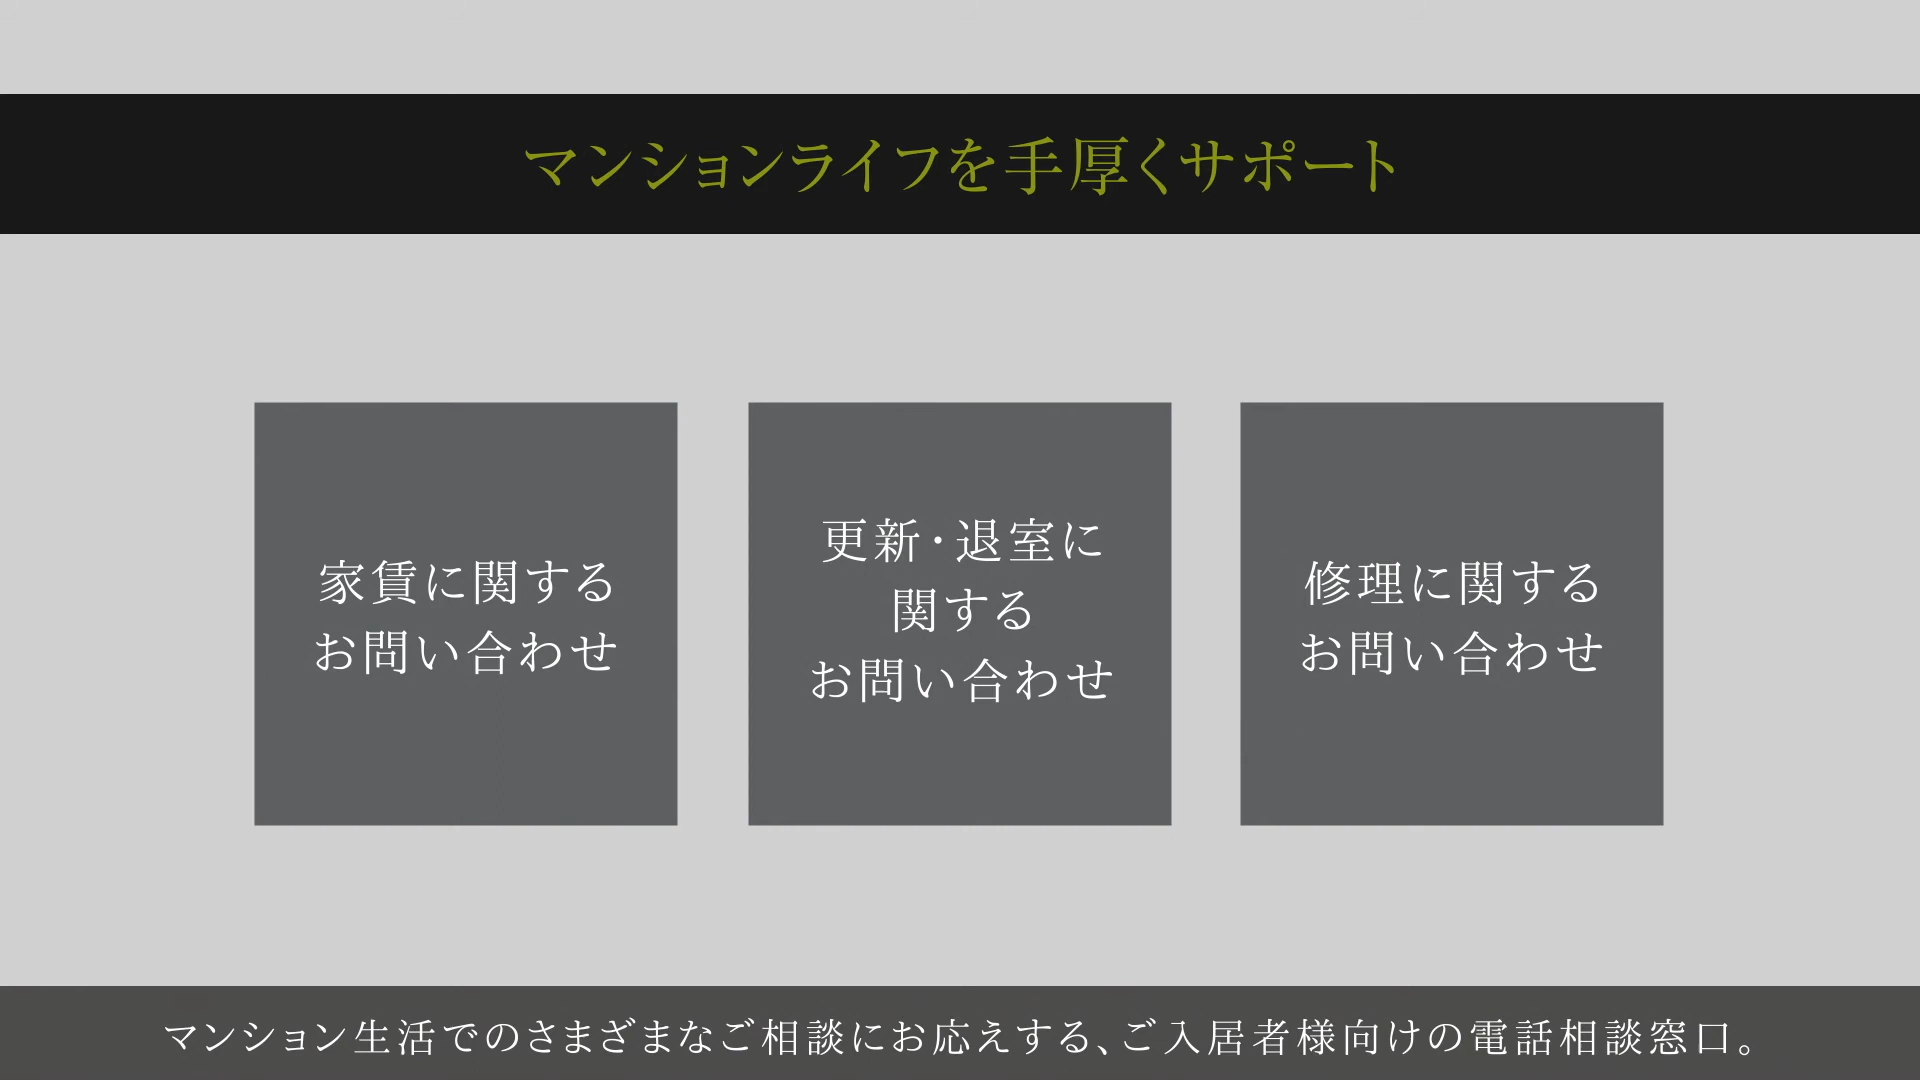 マンションライフを手厚くサポート
家賃に関する
お問い合わせ
更新・退室に
関する
お問い合わせ
修理に関する
お問い合わせ
マンション生活でのさまざまなご相談にお応えする、ご入居者様向けの電話相談窓口。